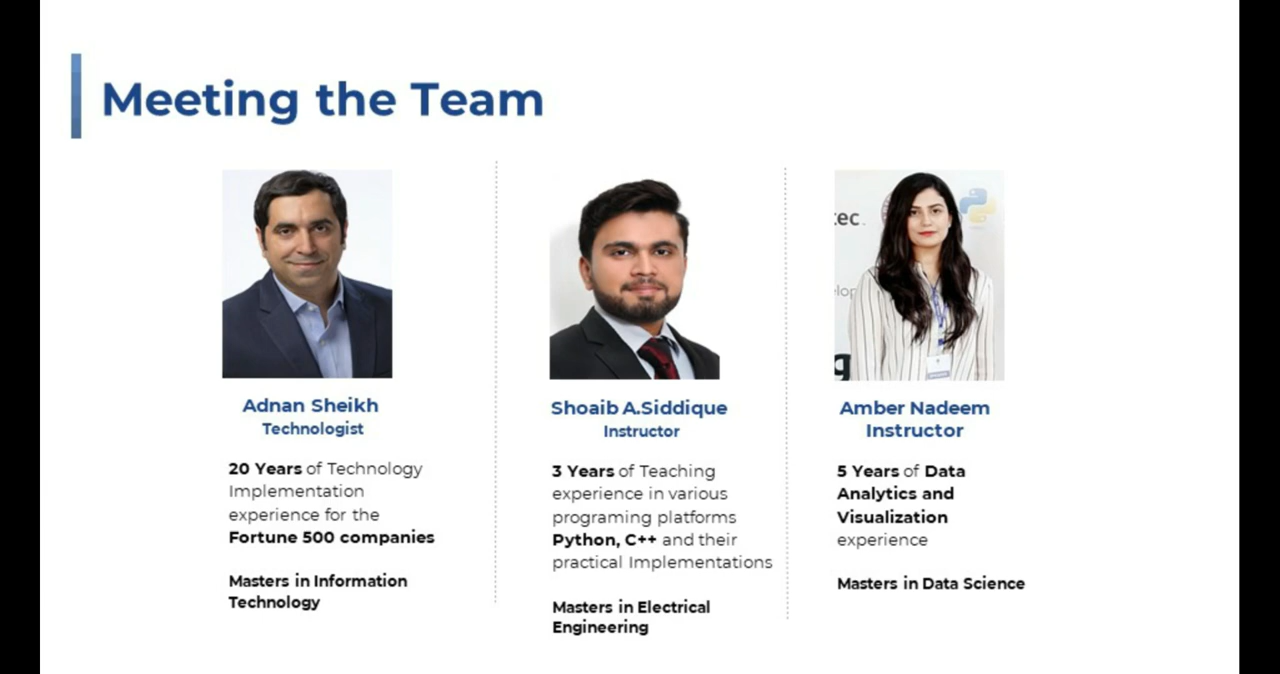 Meeting the Team
Adnan Sheikh
Technologist
20 Years of Technology
Implementation
experience for the
Fortune 500 companies
Masters in Information
Technology
Shoaib A.Siddique
Instructor
3 Years of Teaching
experience in various
programing platforms
Python, C++ and their
practical Implementations
Masters in Electrical
Engineering
tec
elop
g
Amber Nadeem
Instructor
5 Years of Data
Analytics and
Visualization
experience
Masters in Data Science